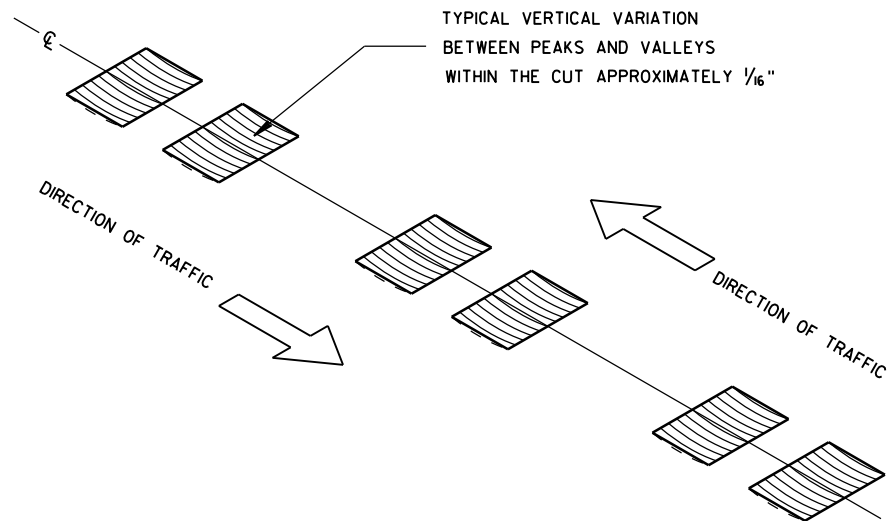 ℄
TYPICAL VERTICAL VARIATION
BETWEEN PEAKS AND VALLEYS
WITHIN THE CUT APPROXIMATELY 1/16"
DIRECTION OF TRAFFIC
DIRECTION OF TRAFFIC